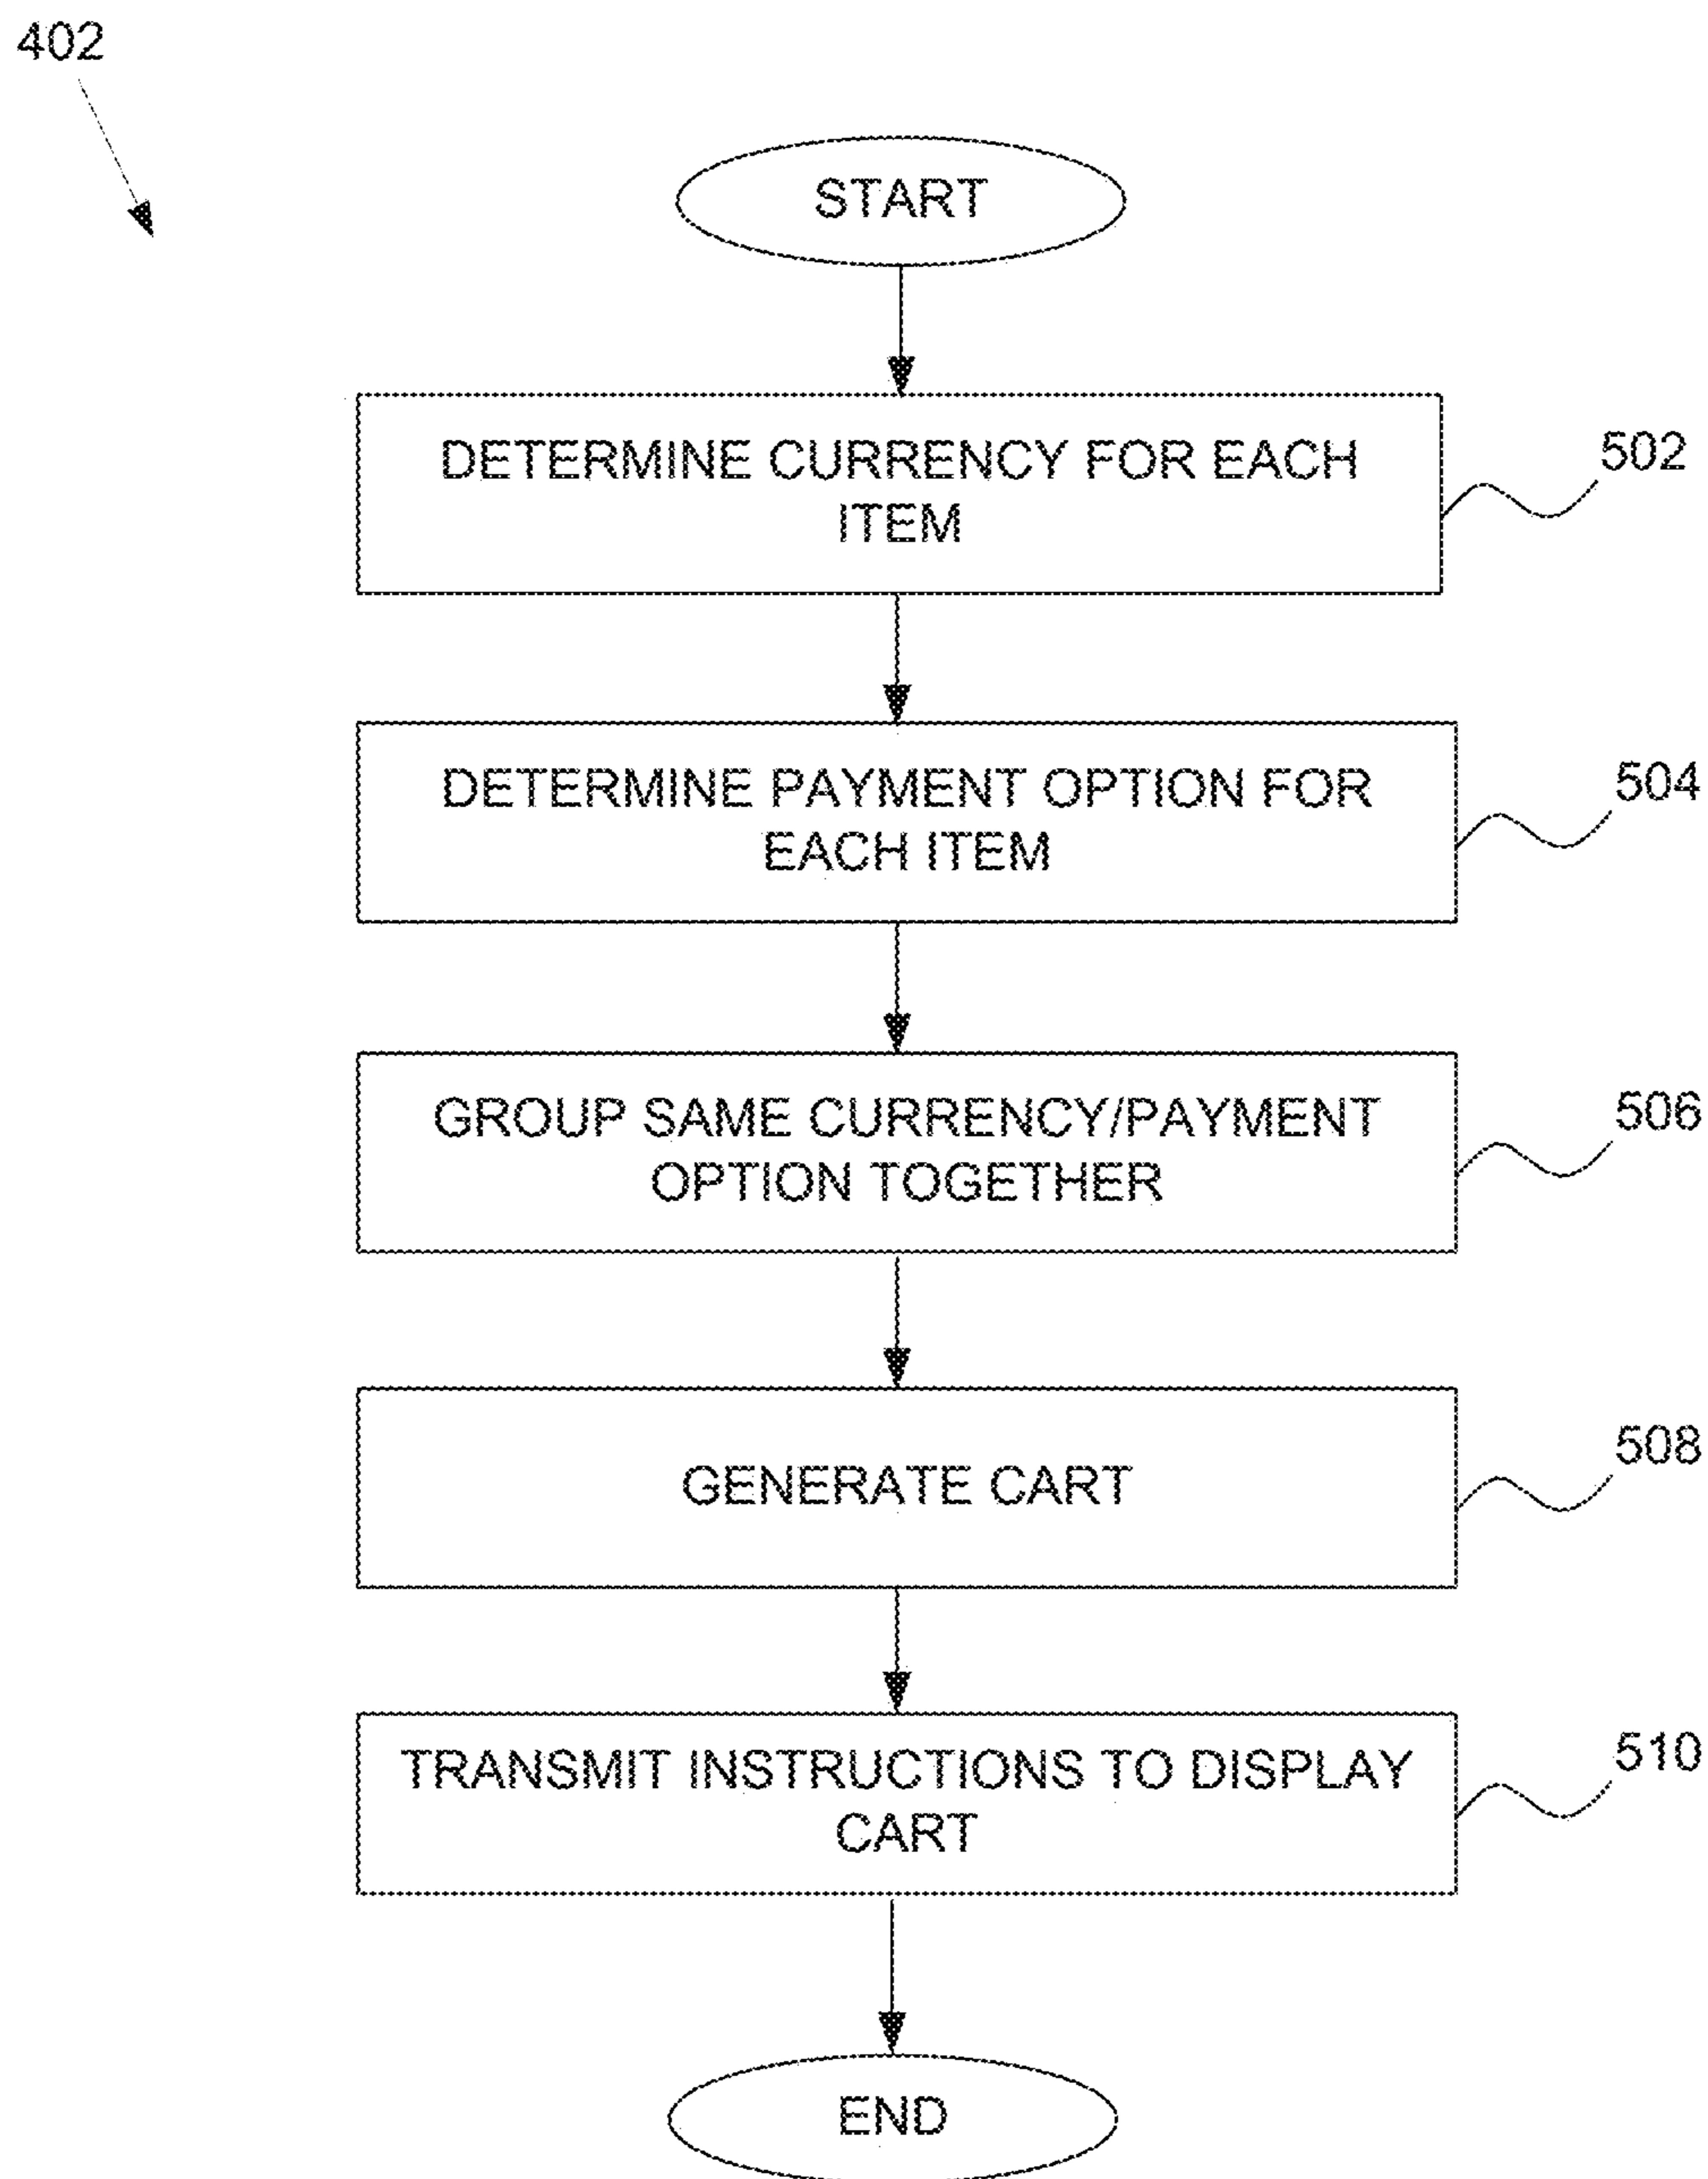 402
START
DETERMINE CURRENCY FOR EACH
ITEM
502
DETERMINE PAYMENT OPTION FOR
EACH ITEM
504
GROUP SAME CURRENCY/PAYMENT
OPTION TOGETHER
506
GENERATE CART
508
TRANSMIT INSTRUCTIONS TO DISPLAY
CART
510
END